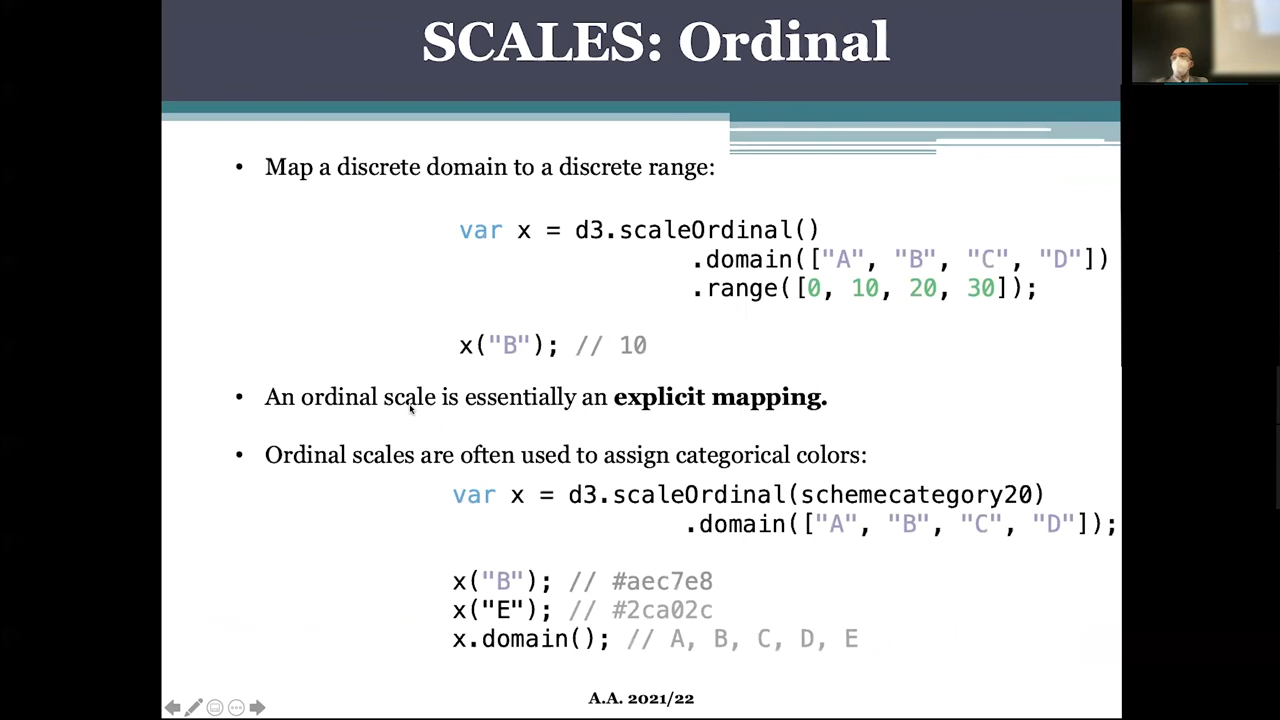 SCALES: Ordinal
• Map a discrete domain to a discrete range:
var x = d3.scaleOrdinal()
.domain(["A", "B", "C", "D"])
.range([0, 10, 20, 30]);
x("B"); // 10
• An ordinal scale is essentially an explicit mapping.
• Ordinal scales are often used to assign categorical colors:
var x = d3.scaleOrdinal(schemecategory20)
.domain(["A", "B", "C", "D"]);
x("B"); // #aec7e8
x("E"); // #2ca02c
x.domain(); // A, B, C, D, E
A.A. 2021/22